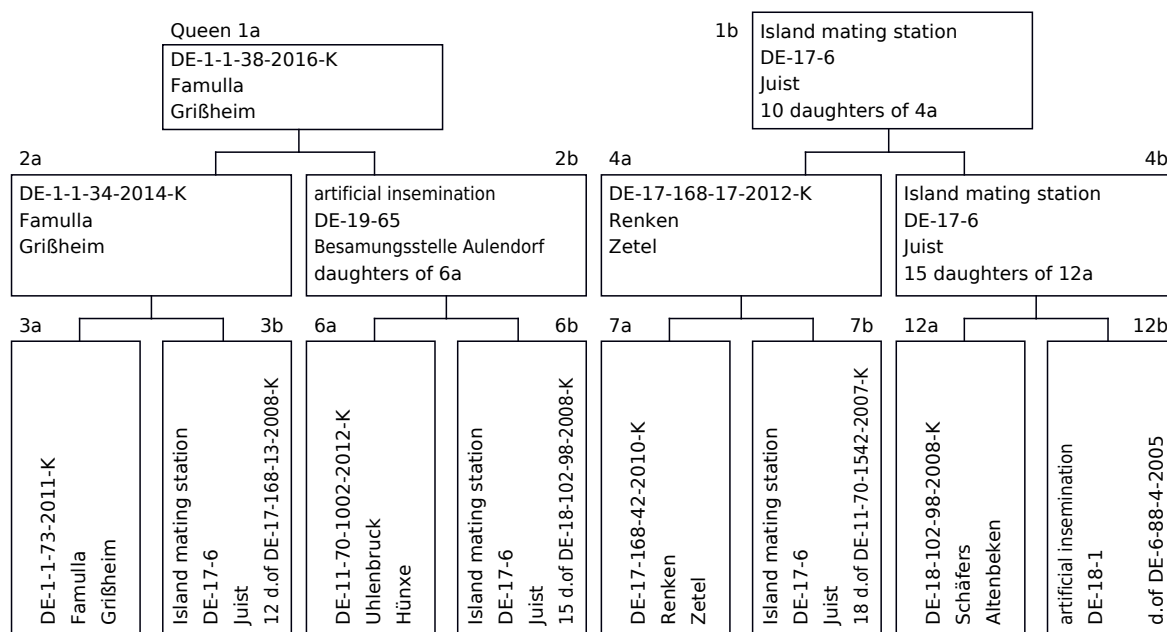 Queen 1a
DE-1-1-38-2016-K
Famulla
Grißheim
1b
Island mating station
DE-17-6
Juist
10 daughters of 4a
2a
DE-1-1-34-2014-K
Famulla
Grißheim
2b
artificial insemination
DE-19-65
Besamungsstelle Aulendorf
daughters of 6a
4a
DE-17-168-17-2012-K
Renken
Zetel
4b
Island mating station
DE-17-6
Juist
15 daughters of 12a
3a
DE-1-1-73-2011-K
Famulla
Grißheim
3b
Island mating station
DE-17-6
Juist
12 d.of DE-17-168-13-2008-K
6a
DE-11-70-1002-2012-K
Uhlenbruck
Hünxe
6b
Island mating station
DE-17-6
Juist
15 d.of DE-18-102-98-2008-K
7a
DE-17-168-42-2010-K
Renken
Zetel
7b
Island mating station
DE-17-6
Juist
18 d.of DE-11-70-1542-2007-K
12a
DE-18-102-98-2008-K
Schäfers
Altenbeken
12b
artificial insemination
DE-18-1
d.of DE-6-88-4-2005